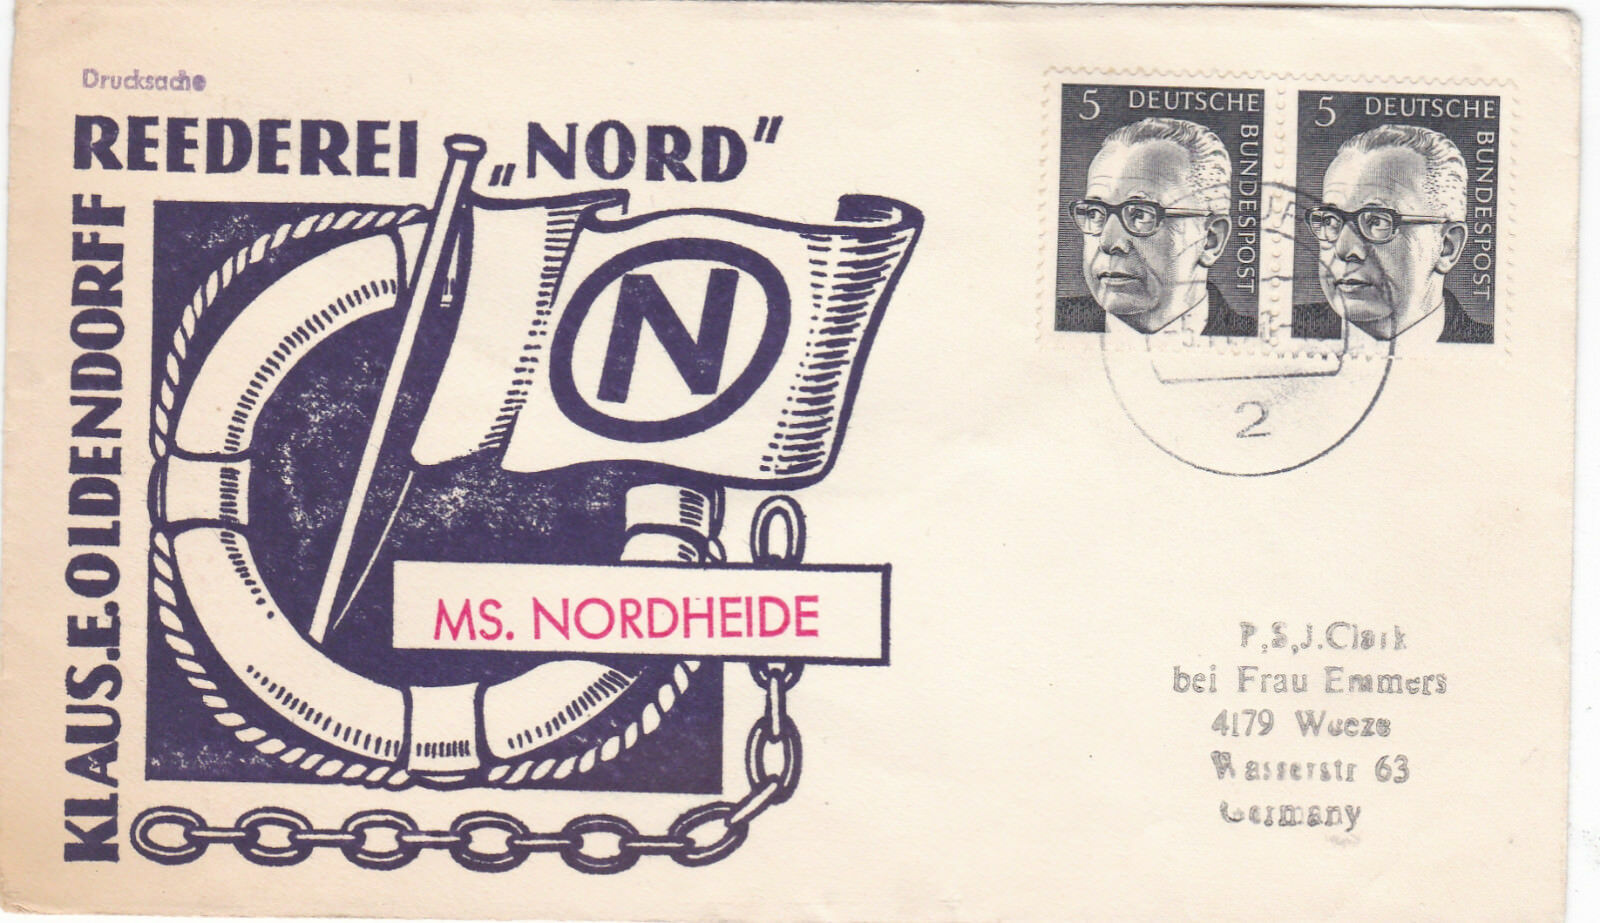 Drucksache
REEDEREI „NORD"
KLAUS.E.OLDENDORFF
N
MS. NORDHEIDE
5 DEUTSCHE BUNDESPOST
5 DEUTSCHE BUNDESPOST
2
P.S.J.Clark
bei Frau Emmers
4179 Weeze
Wasserstr 63
Germany